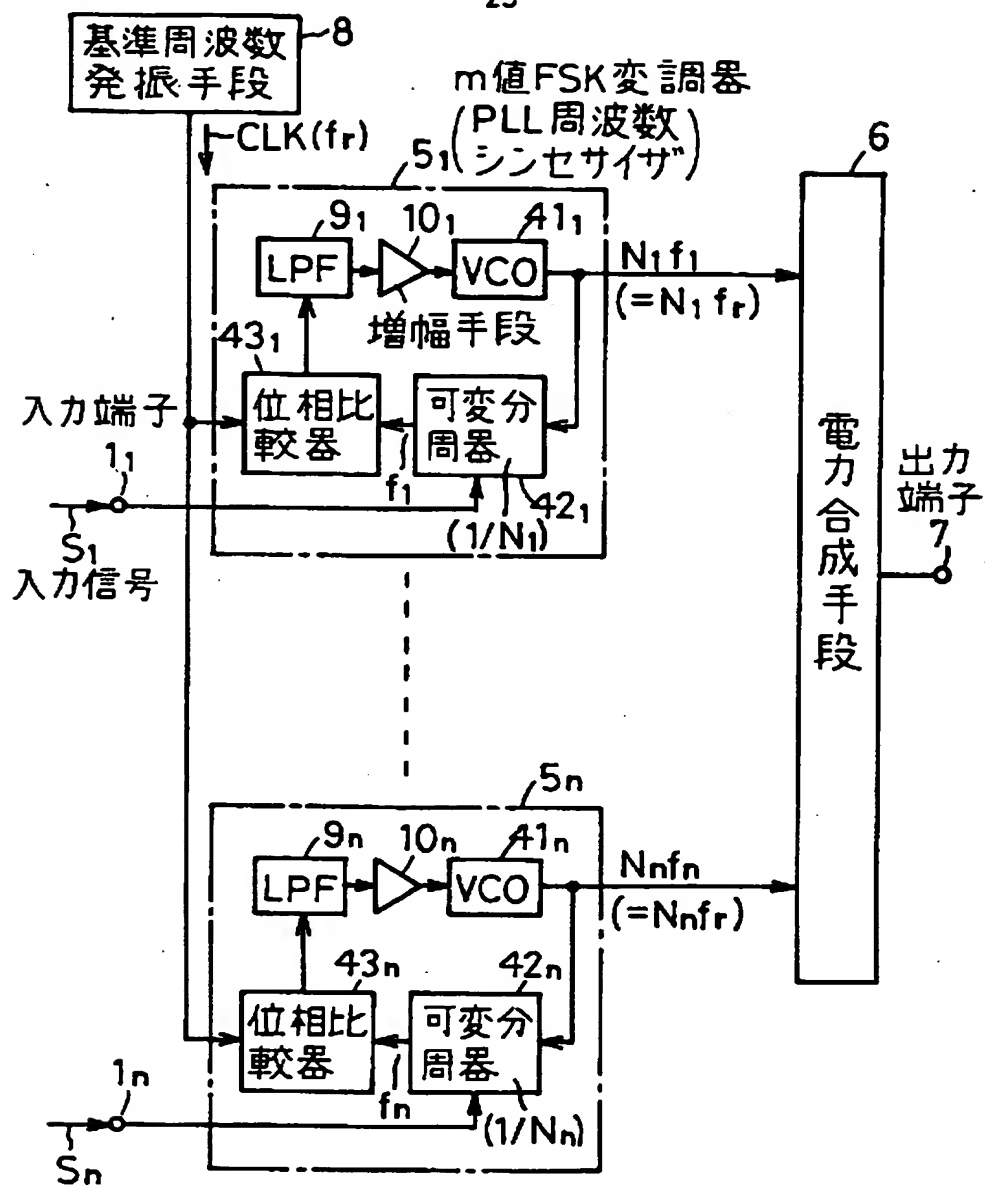 基準周波数
発振手段
8
CLK(fr)
m値FSK変調器
(PLL周波数
シンセサイザ)
5₁
6
9₁
10₁
41₁
LPF
VCO
N₁f₁
(=N₁fr)
増幅手段
43₁
入力端子
位相比
較器
可変分
周器
f₁
1₁
42₁
(1/N₁)
S₁
入力信号
電力合成手段
出力
端子
7
5n
9n
10n
41n
LPF
VCO
Nnfn
(=Nnfr)
43n
42n
位相比
較器
可変分
周器
fn
1n
(1/Nn)
Sn